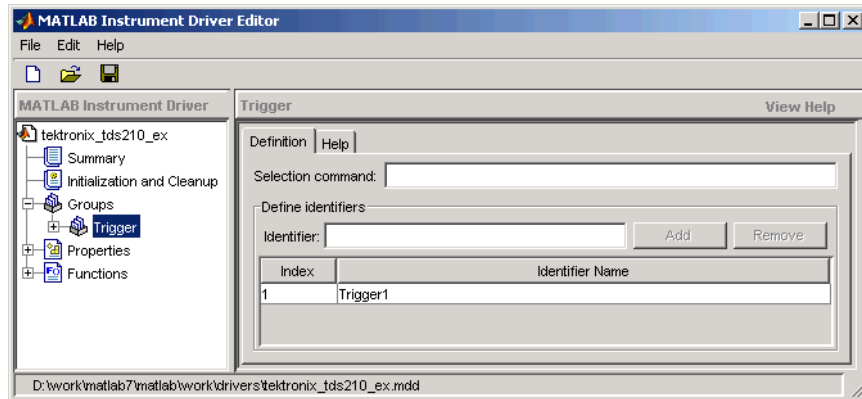 MATLAB Instrument Driver Editor
File Edit Help
MATLAB Instrument Driver
Trigger
View Help
tektronix_tds210_ex
Summary
Initialization and Cleanup
Groups
Trigger
Properties
Functions
Definition Help
Selection command:
Define identifiers
Identifier: Add Remove
Index Identifier Name
1 Trigger1
D:\work\matlab7\matlab\work\drivers\tektronix_tds210_ex.mdd